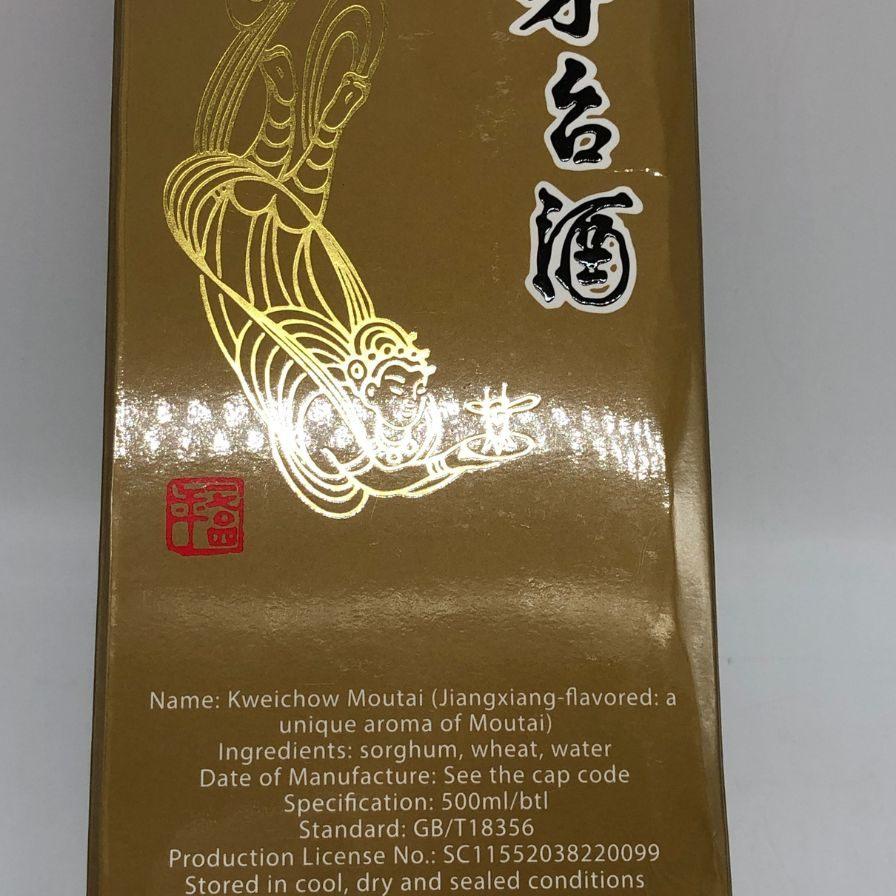 茅台酒
福
Name: Kweichow Moutai (Jiangxiang-flavored: a
unique aroma of Moutai)
Ingredients: sorghum, wheat, water
Date of Manufacture: See the cap code
Specification: 500ml/btl
Standard: GB/T18356
Production License No.: SC11552038220099
Stored in cool, dry and sealed conditions